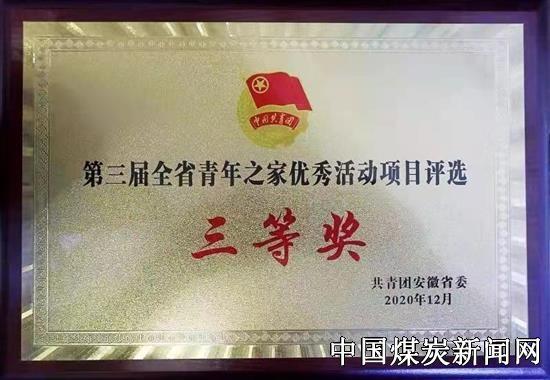 中国共青团
第三届全省青年之家优秀活动项目评选
三等奖
共青团安徽省委
2020年12月
中国煤炭新闻网